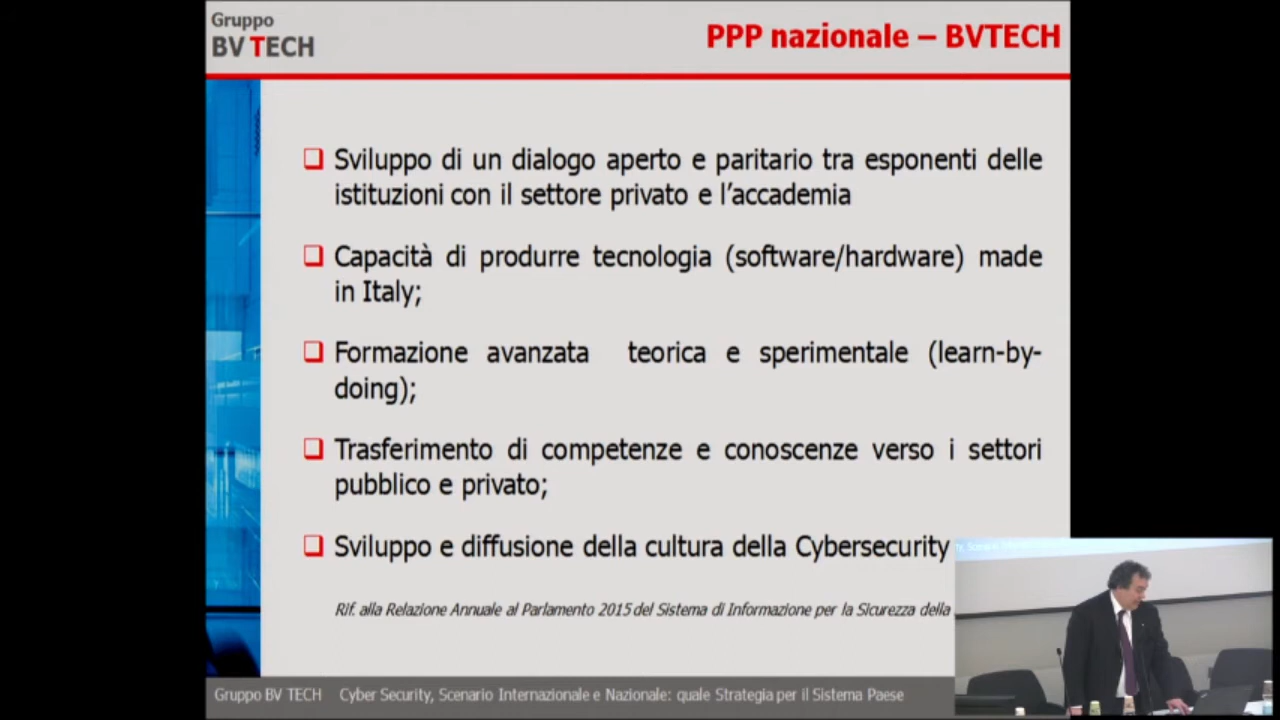 Gruppo
BV TECH
PPP nazionale – BVTECH
❑ Sviluppo di un dialogo aperto e paritario tra esponenti delle
istituzioni con il settore privato e l'accademia
❑ Capacità di produrre tecnologia (software/hardware) made
in Italy;
❑ Formazione avanzata teorica e sperimentale (learn-by-
doing);
❑ Trasferimento di competenze e conoscenze verso i settori
pubblico e privato;
❑ Sviluppo e diffusione della cultura della Cybersecurity
Rif. alla Relazione Annuale al Parlamento 2015 del Sistema di Informazione per la Sicurezza della
Gruppo BV TECH Cyber Security, Scenario Internazionale e Nazionale: quale Strategia per il Sistema Paese